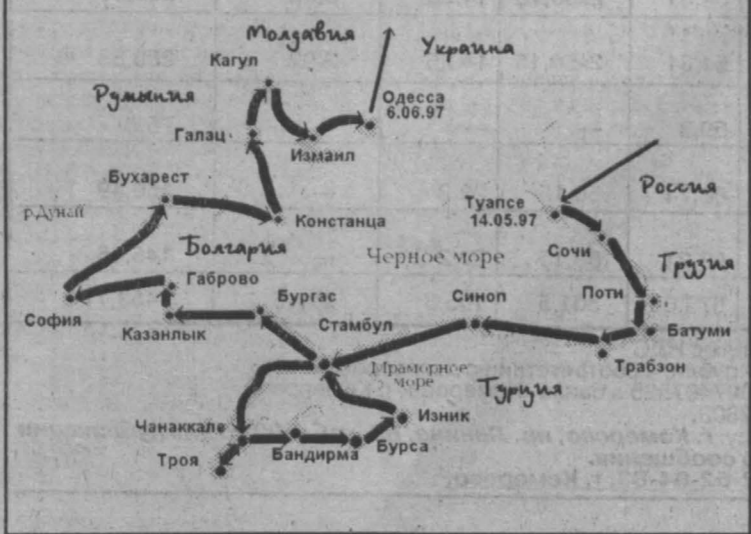 Молдавия
Украина
Кагул
Румыния
Одесса
6.06.97
Галац
Измаил
Бухарест
Россия
Туапсе
14.05.97
р.Дунай
Констанца
Болгария
Черное море
Сочи
Грузия
Габрово
Поти
Бургас
Синоп
София
Казанлык
Стамбул
Батуми
Трабзон
Мраморное
море
Турция
Изник
Чанаккале
Бандирма
Бурса
Троя